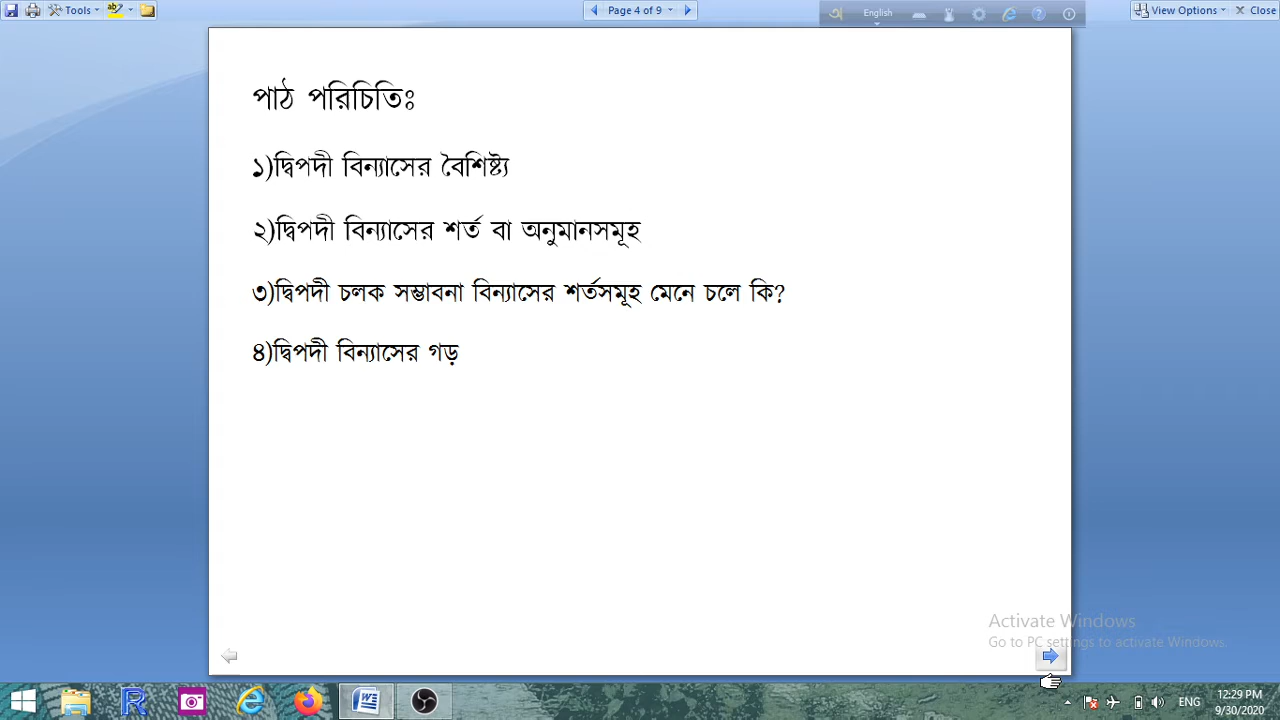 Tools
Page 4 of 9
English
View Options
Close
পাঠ পরিচিতিঃ
১)দ্বিপদী বিন্যাসের বৈশিষ্ট্য
২)দ্বিপদী বিন্যাসের শর্ত বা অনুমানসমূহ
৩)দ্বিপদী চলক সম্ভাবনা বিন্যাসের শর্তসমূহ মেনে চলে কি?
৪)দ্বিপদী বিন্যাসের গড়
Activate Windows
Go to PC settings to activate Windows.
ENG
12:29 PM
9/30/2020